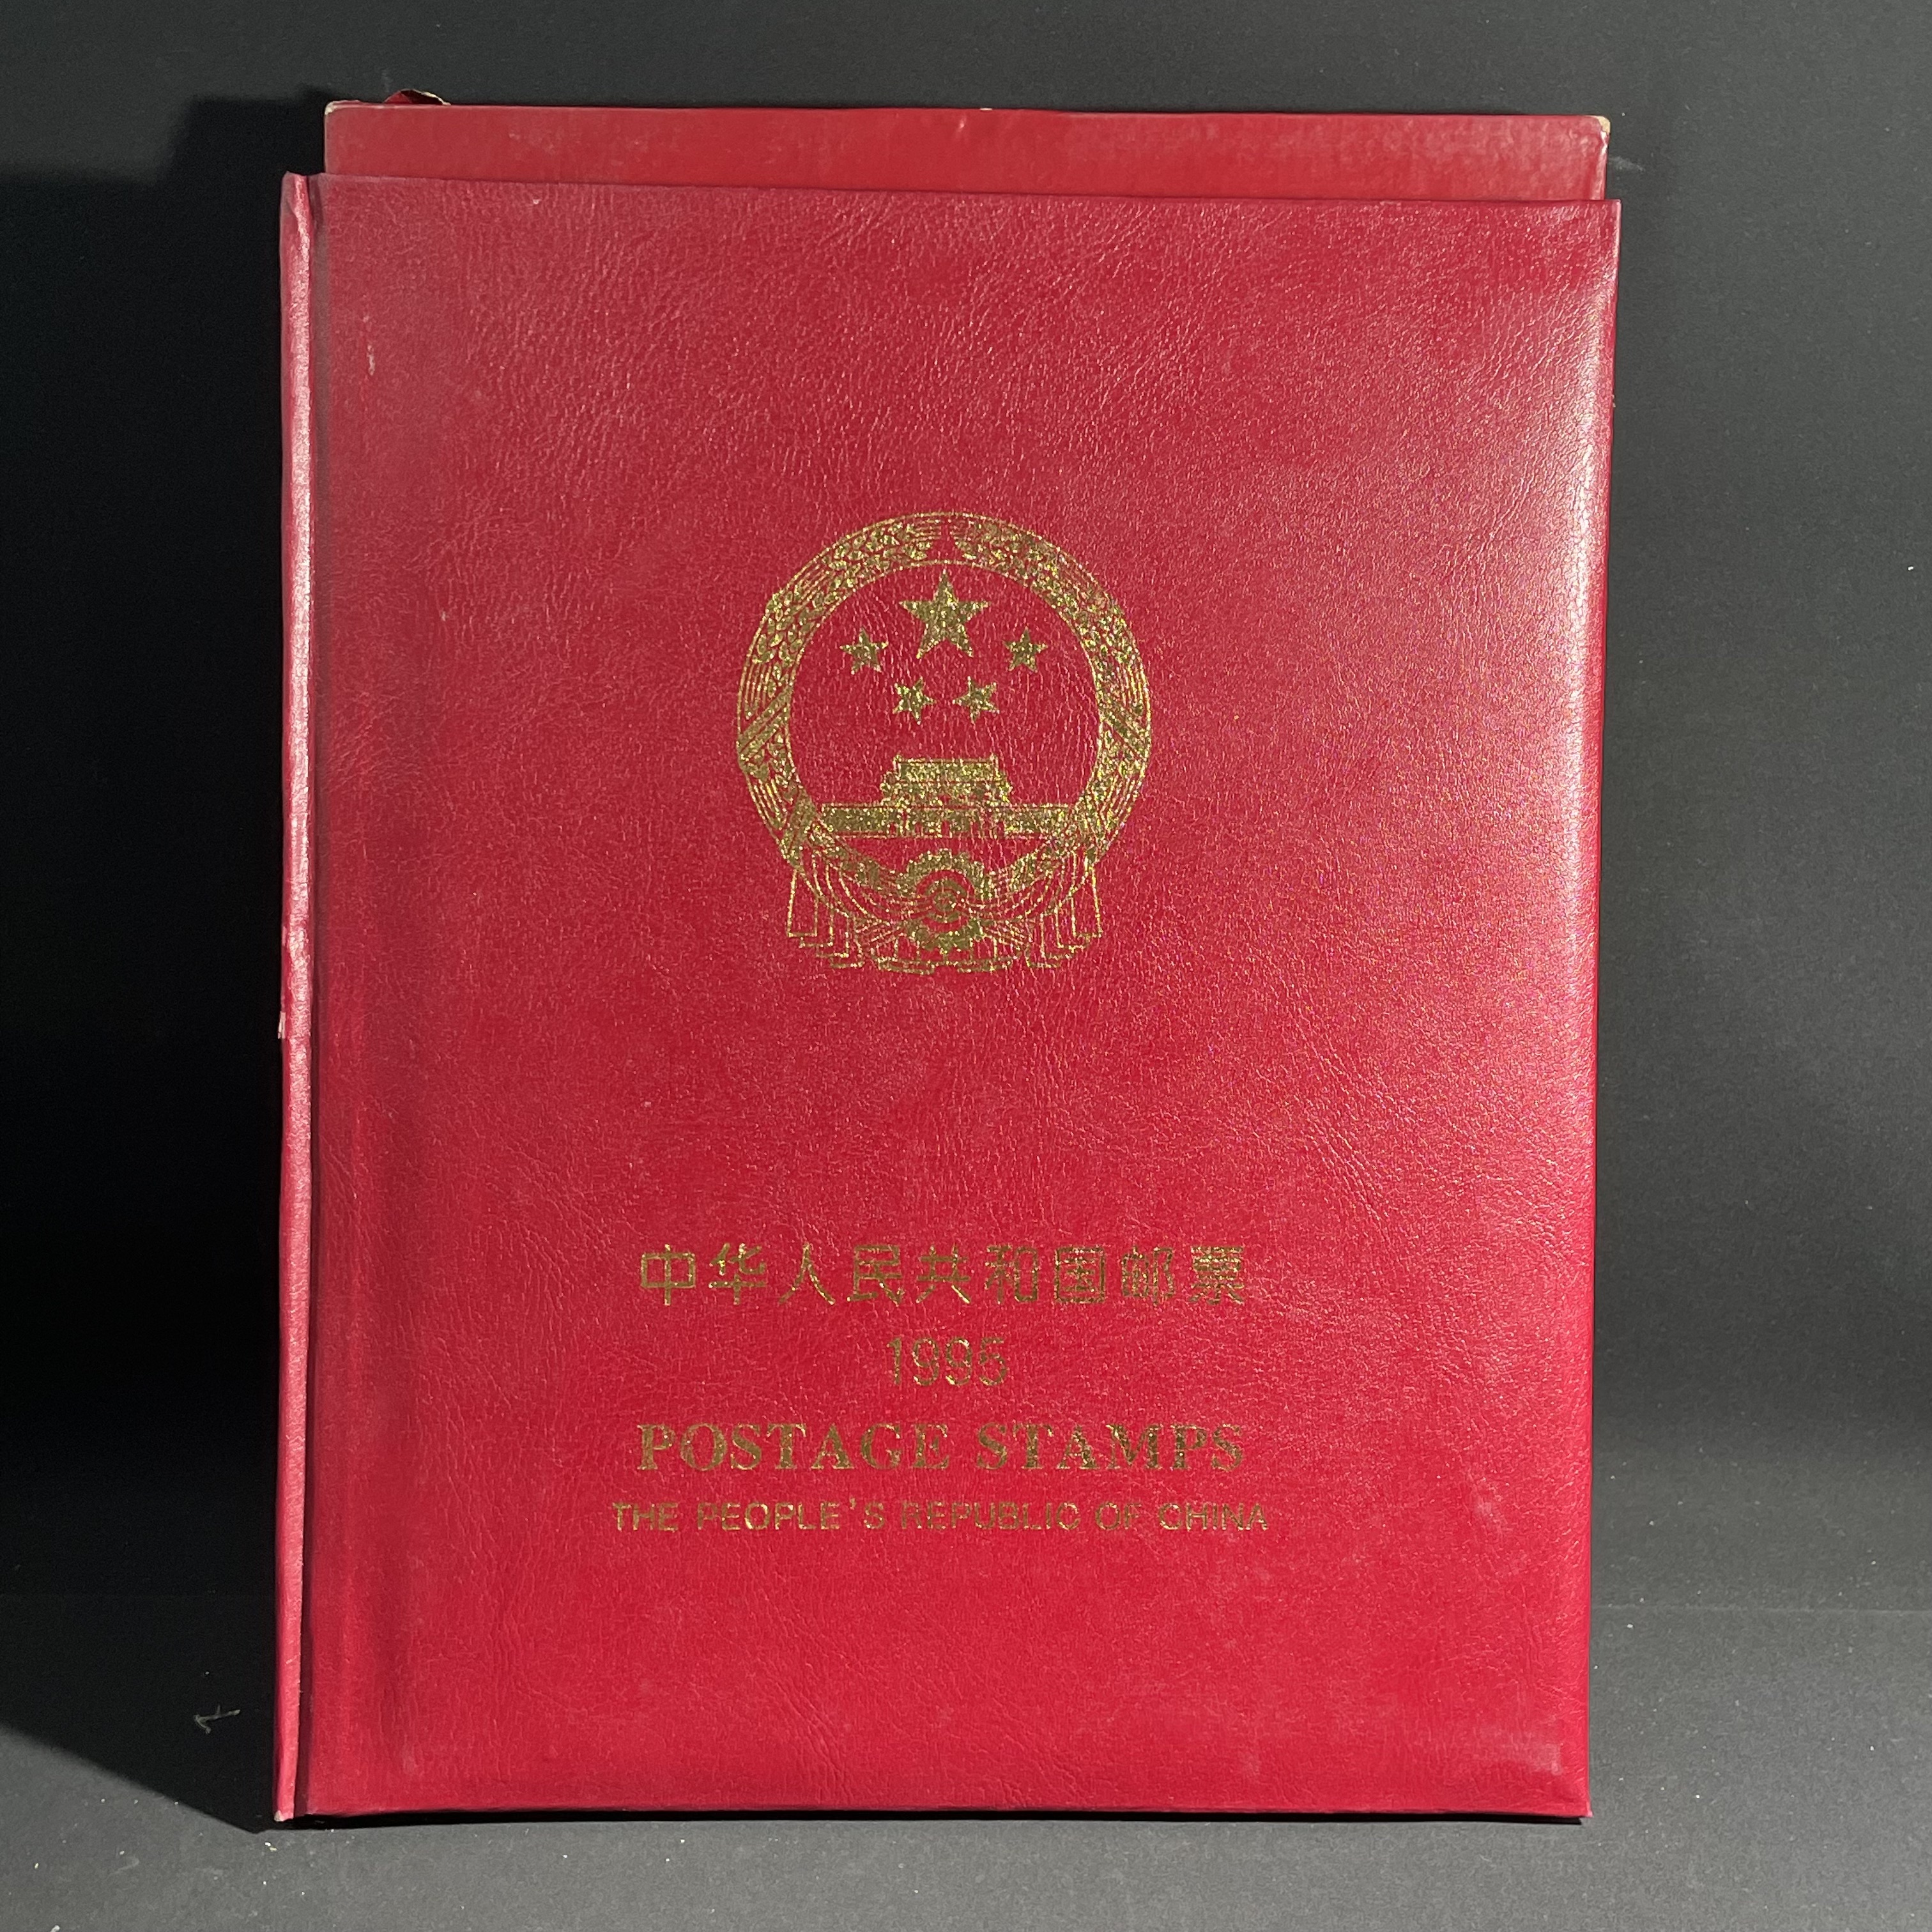 中华人民共和国邮票
1995
POSTAGE STAMPS
THE PEOPLE'S REPUBLIC OF CHINA